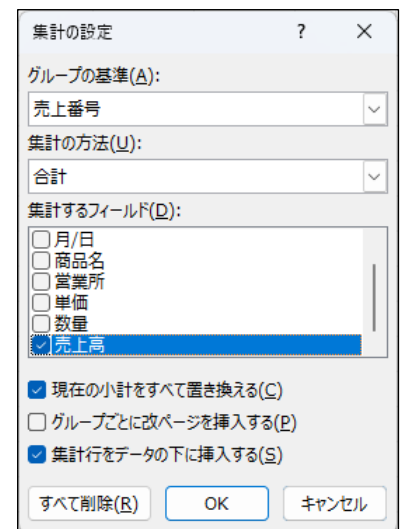 集計の設定 ?
グループの基準(A):
売上番号
集計の方法(U):
合計
集計するフィールド(D):
月/日
商品名
営業所
単価
数量
売上高
現在の小計をすべて置き換える(C)
グループごとに改ページを挿入する(P)
集計行をデータの下に挿入する(S)
すべて削除(R) OK キャンセル